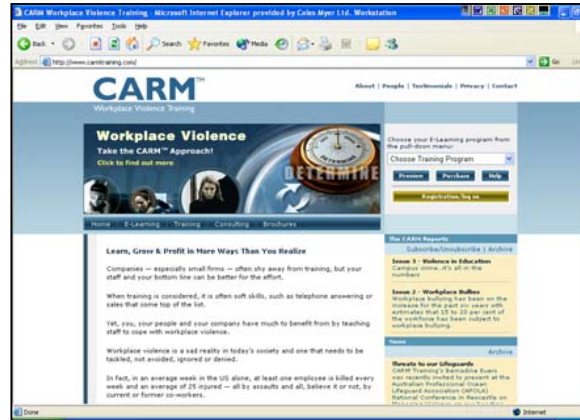 CARM Workplace Violence Training - Microsoft Internet Explorer provided by Coles Myer Ltd. Workstation
File Edit View Favorites Tools Help
Back Search Favorites Media
Address http://www.carmtraining.com/ Go
CARM™
Workplace Violence Training
About | People | Testimonials | Privacy | Contact
Workplace Violence
Take the CARM™ Approach!
Click to find out more
DETERMINE
Choose your E-Learning program from
the pull-down menu:
Choose Training Program
Preview Purchase Help
Registration/log on
Home E-Learning Training Consulting Brochures
Learn, Grow & Profit in More Ways Than You Realize
Companies — especially small firms — often shy away from training, but your
staff and your bottom line can be better for the effort.
When training is considered, it is often soft skills, such as telephone answering or
sales that come top of the list.
Yet, you, your people and your company have much to benefit from by teaching
staff to cope with workplace violence.
Workplace violence is a sad reality in today's society and one that needs to be
tackled, not avoided, ignored or denied.
In fact, in an average week in the US alone, at least one employee is killed every
week and an average of 25 injured — all by assaults and all, believe it or not, by
current or former co-workers.
The CARM Reports
Subscribe/Unsubscribe | Archive
Issue 3 - Violence in Education
Campus crime. It's all in the
numbers
Issue 2 - Workplace Bullies
Workplace bullying has been on the
increase for the past six years with
estimates that 15 to 20 per cent of
the workforce has been subject to
workplace bullying.
News
Archive
Threats to our Lifeguards
CARM Training's Bernadine Evers
was recently invited to present at the
Australian Professional Ocean
Lifeguard Association (APOLA)
National Conference in Newcastle on
Done Internet